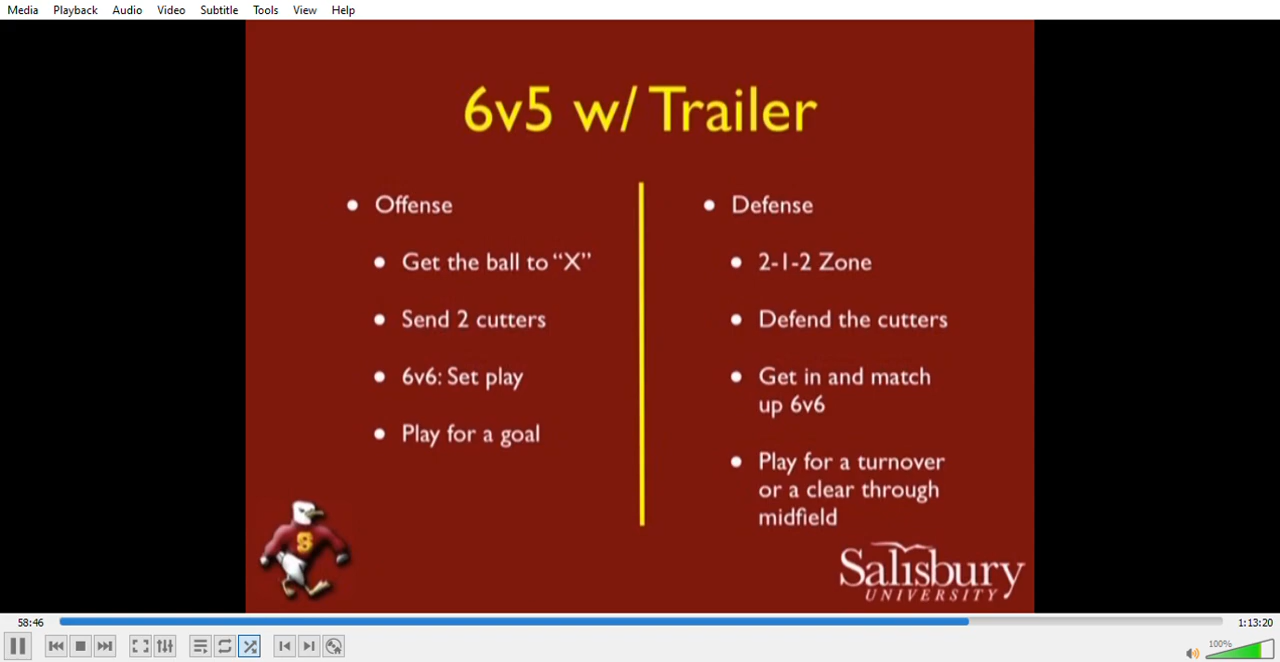 Media Playback Audio Video Subtitle Tools View Help
6v5 w/ Trailer
Offense
Get the ball to "X"
Send 2 cutters
6v6: Set play
Play for a goal
Defense
2-1-2 Zone
Defend the cutters
Get in and match
up 6v6
Play for a turnover
or a clear through
midfield
S
Salisbury
UNIVERSITY
58:46
1:13:20
100%